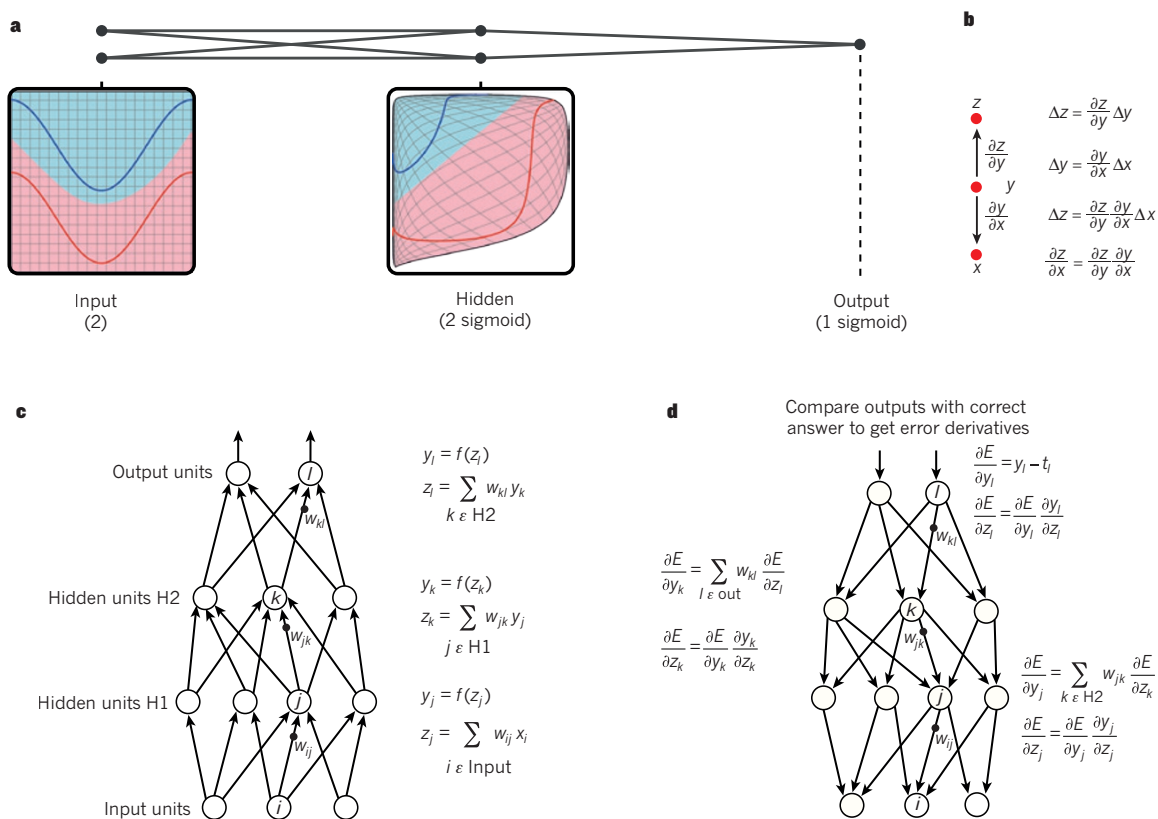 a
Input
(2)
Hidden
(2 sigmoid)
Output
(1 sigmoid)
b
z
∂z/∂y
y
∂y/∂x
x
Δz = ∂z/∂y Δy
Δy = ∂y/∂x Δx
Δz = ∂z/∂y ∂y/∂x Δx
∂z/∂x = ∂z/∂y ∂y/∂x
c
Output units
l
w_kl
Hidden units H2
k
w_jk
Hidden units H1
j
w_ij
Input units
i
y_l = f(z_l)
z_l = ∑ w_kl y_k
k ε H2
y_k = f(z_k)
z_k = ∑ w_jk y_j
j ε H1
y_j = f(z_j)
z_j = ∑ w_ij x_i
i ε Input
d
Compare outputs with correct
answer to get error derivatives
l
w_kl
k
w_jk
j
w_ij
i
∂E/∂y_l = y_l – t_l
∂E/∂z_l = ∂E/∂y_l ∂y_l/∂z_l
∂E/∂y_k = ∑ w_kl ∂E/∂z_l
l ε out
∂E/∂z_k = ∂E/∂y_k ∂y_k/∂z_k
∂E/∂y_j = ∑ w_jk ∂E/∂z_k
k ε H2
∂E/∂z_j = ∂E/∂y_j ∂y_j/∂z_j